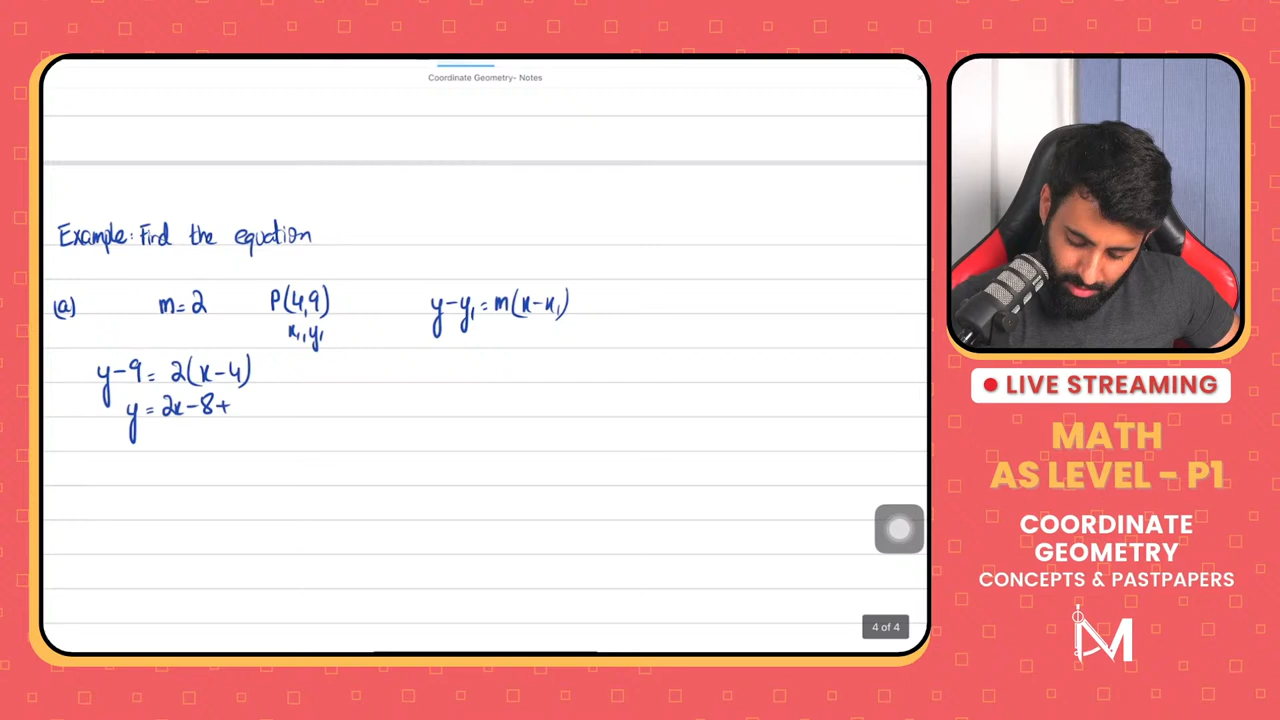 Coordinate Geometry- Notes
Example: Find the equation
(a) m=2 P(4,9) y-y₁=m(x-x₁)
x₁,y₁
y-9=2(x-4)
y=2x-8+
4 of 4
LIVE STREAMING
MATH
AS LEVEL - P1
COORDINATE
GEOMETRY
CONCEPTS & PASTPAPERS
M